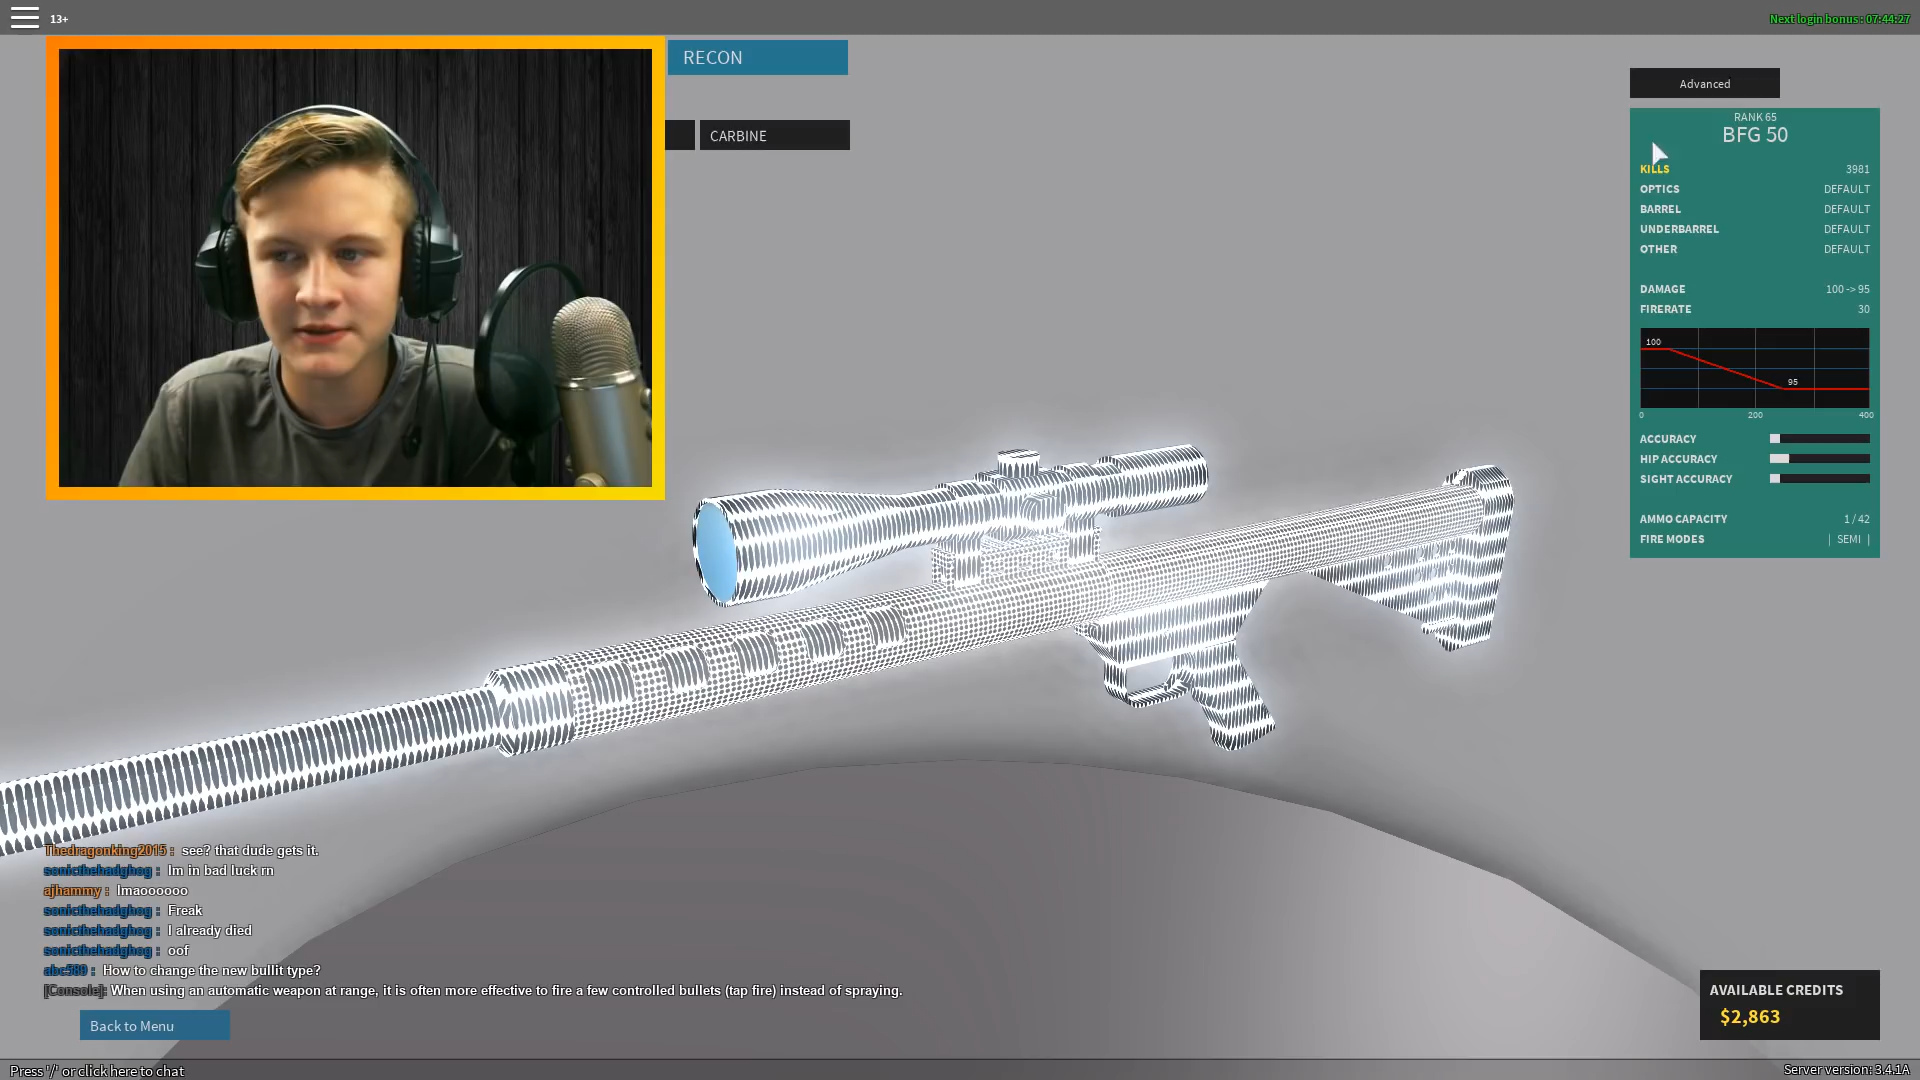 13+
Next login bonus : 07:44:27
RECON
CARBINE
Advanced
RANK 65
BFG 50
KILLS 3981
OPTICS DEFAULT
BARREL DEFAULT
UNDERBARREL DEFAULT
OTHER DEFAULT
DAMAGE 100 -> 95
FIRERATE 30
100
95
0 200 400
ACCURACY
HIP ACCURACY
SIGHT ACCURACY
AMMO CAPACITY 1 / 42
FIRE MODES | SEMI |
Thedragonking2015 : see? that dude gets it.
sonicthehadghog : Im in bad luck rn
ajhammy : lmaoooooo
sonicthehadghog : Freak
sonicthehadghog : I already died
sonicthehadghog : oof
abc589 : How to change the new bullit type?
[Console]: When using an automatic weapon at range, it is often more effective to fire a few controlled bullets (tap fire) instead of spraying.
Back to Menu
AVAILABLE CREDITS
$2,863
Press '/' or click here to chat
Server version: 3.4.1A